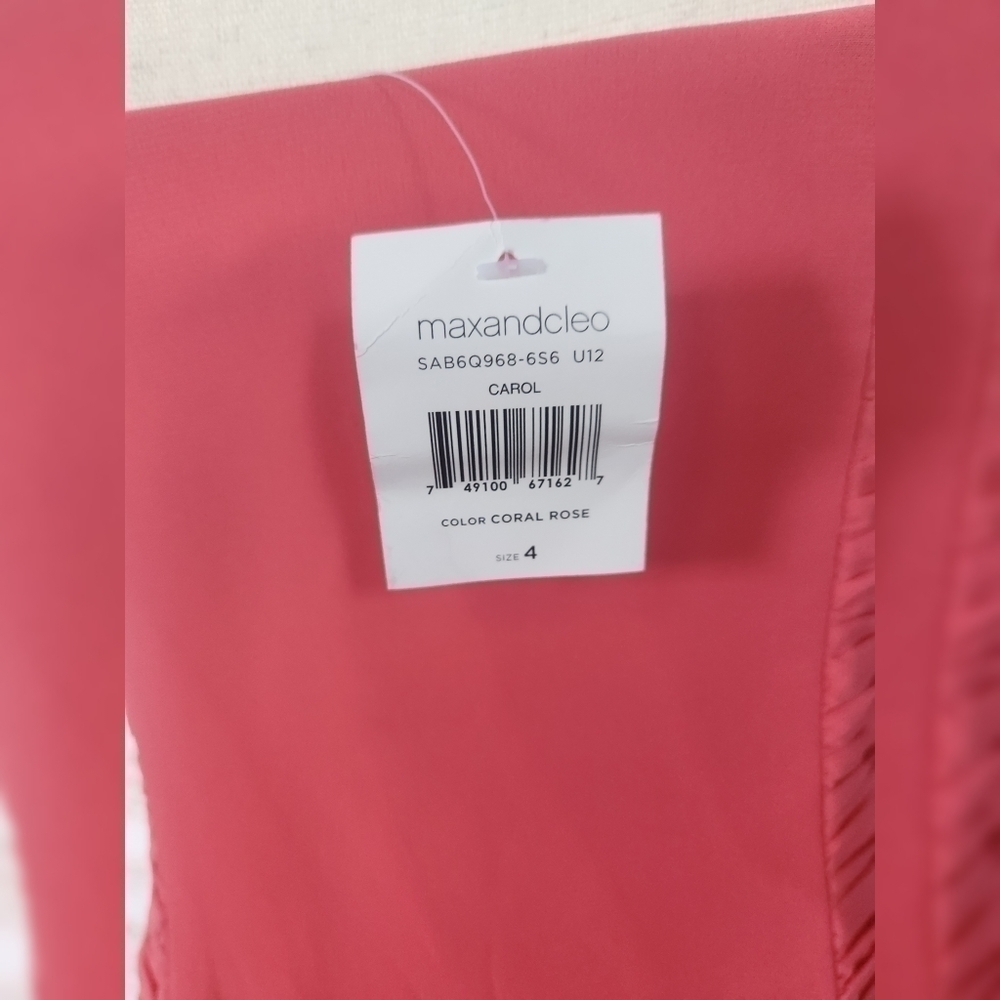 maxandcleo
SAB6Q968-6S6 U12
CAROL
7 49100 67162 7
COLOR CORAL ROSE
SIZE 4